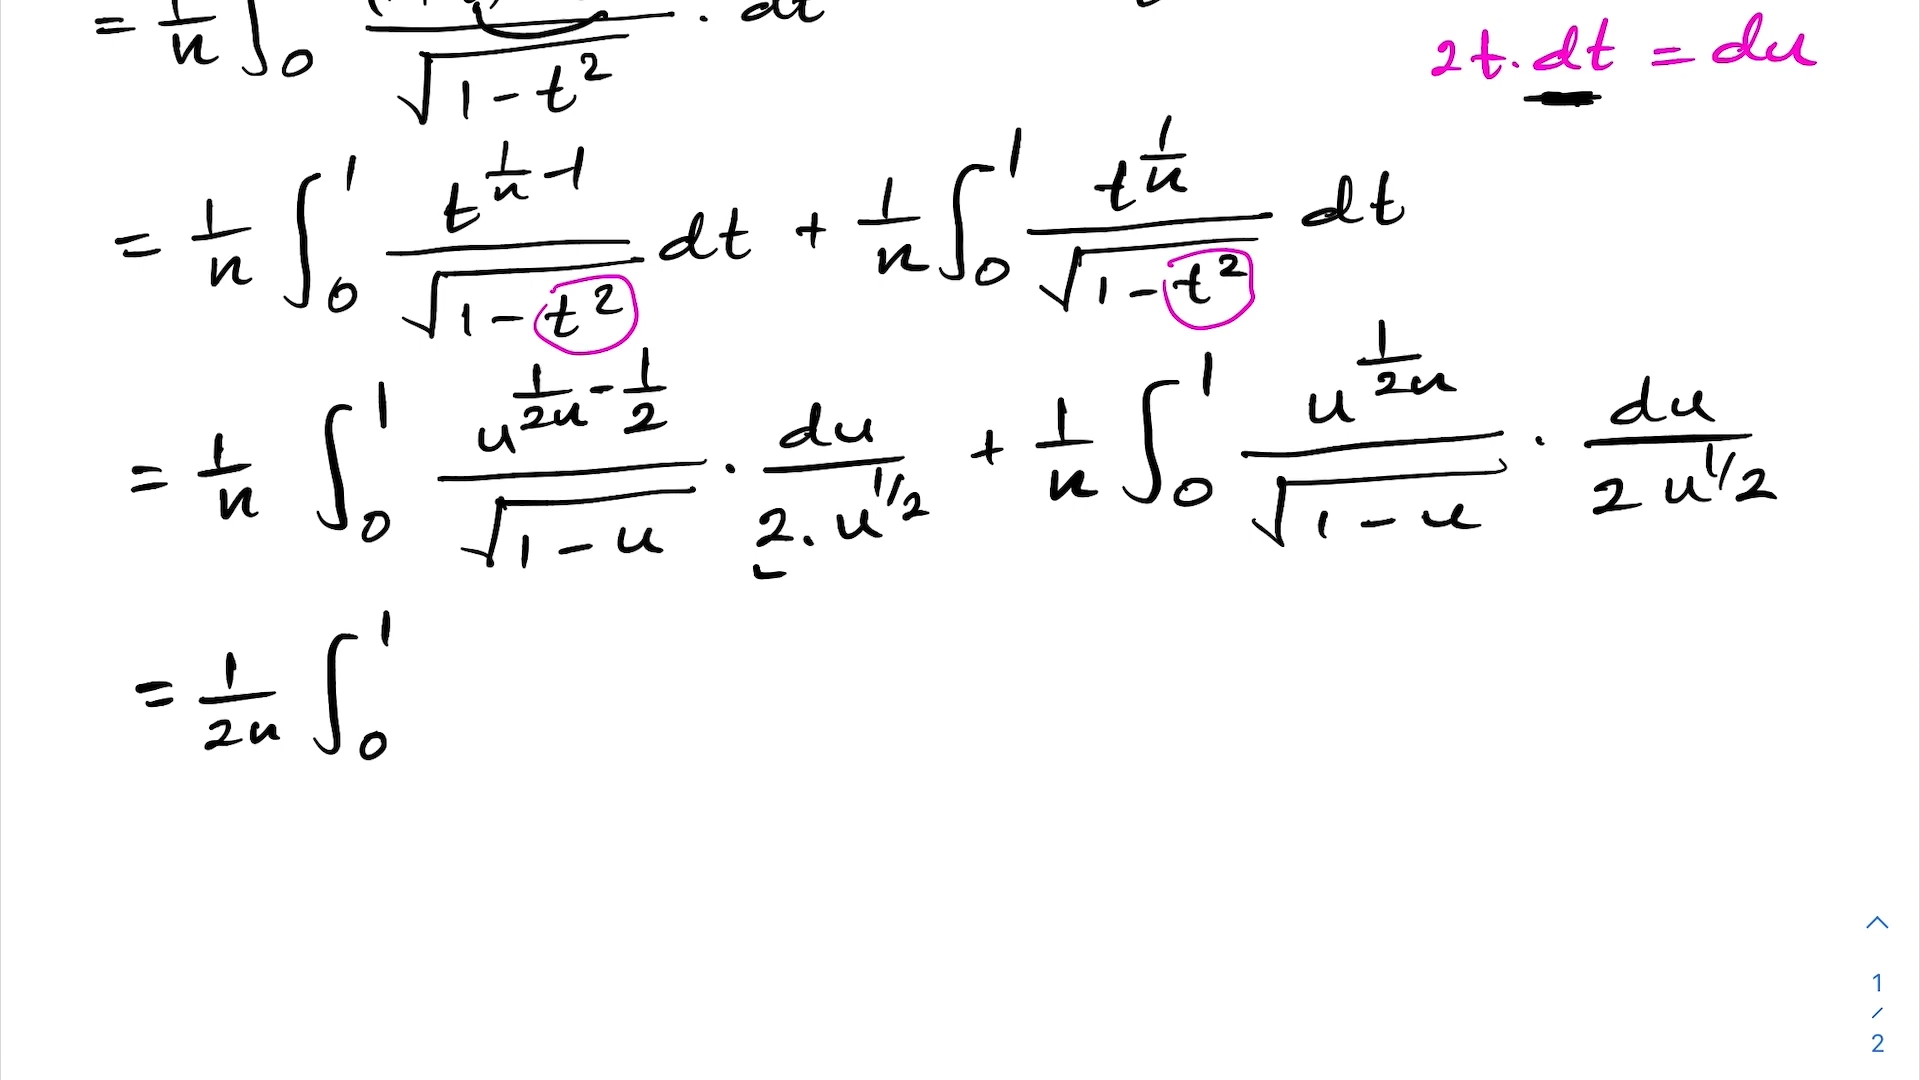 = 1/n ∫₀ / √(1-t²) . dt
2t.dt = du
= 1/n ∫₀¹ t^(1/n - 1) / √(1-t²) dt + 1/n ∫₀¹ t^(1/n) / √(1-t²) dt
= 1/n ∫₀¹ u^(1/2n - 1/2) / √(1-u) . du / 2.u^(1/2) + 1/n ∫₀¹ u^(1/2n) / √(1-u) . du / 2u^(1/2)
= 1/2n ∫₀¹
1
/
2